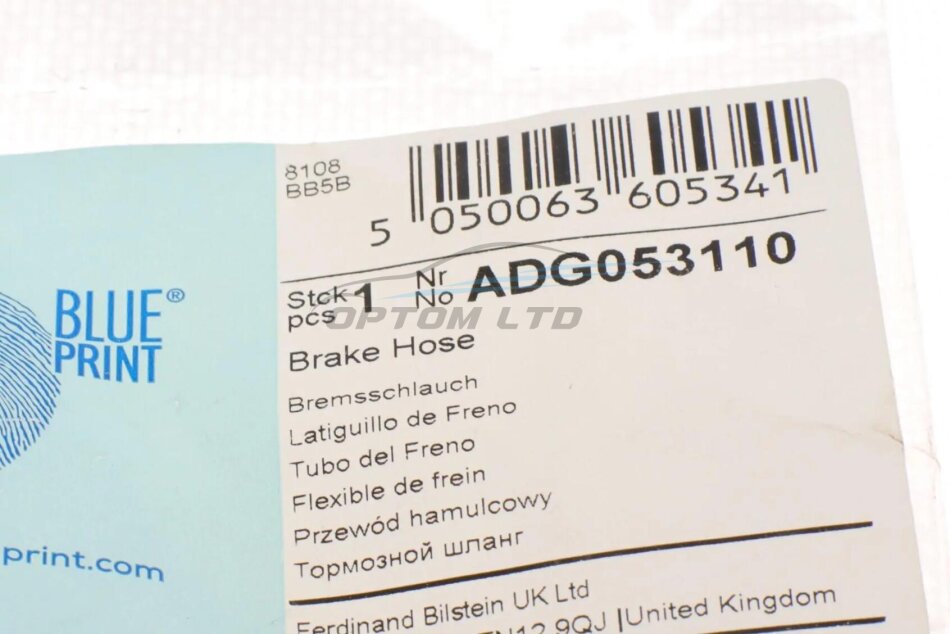 BLUE®
PRINT
print.com
8108
BB5B
5 050063 605341
Stck
pcs 1 Nr
No ADG053110
OPTOM LTD
Brake Hose
Bremsschlauch
Latiguillo de Freno
Tubo del Freno
Flexible de frein
Przewód hamulcowy
Тормозной шланг
Ferdinand Bilstein UK Ltd
9QJ | United Kingdom